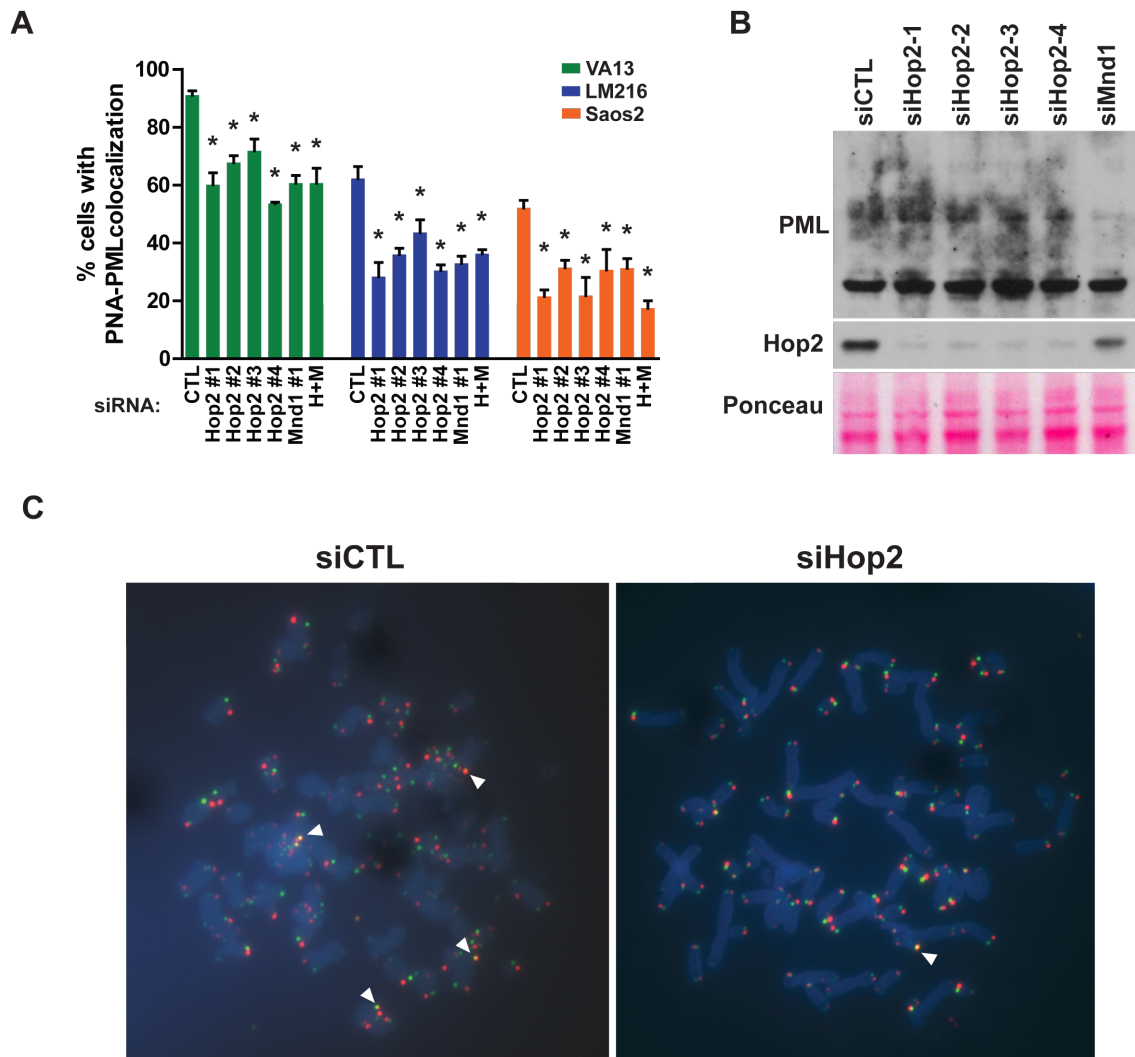 A
100
80
60
40
20
0
% cells with
PNA-PMLcolocalization
VA13
LM216
Saos2
* * * * * *
* * * * * *
* * * * * *
siRNA:
CTL
Hop2 #1
Hop2 #2
Hop2 #3
Hop2 #4
Mnd1 #1
H+M
CTL
Hop2 #1
Hop2 #2
Hop2 #3
Hop2 #4
Mnd1 #1
H+M
CTL
Hop2 #1
Hop2 #2
Hop2 #3
Hop2 #4
Mnd1 #1
H+M
B
siCTL
siHop2-1
siHop2-2
siHop2-3
siHop2-4
siMnd1
PML
Hop2
Ponceau
C
siCTL
siHop2